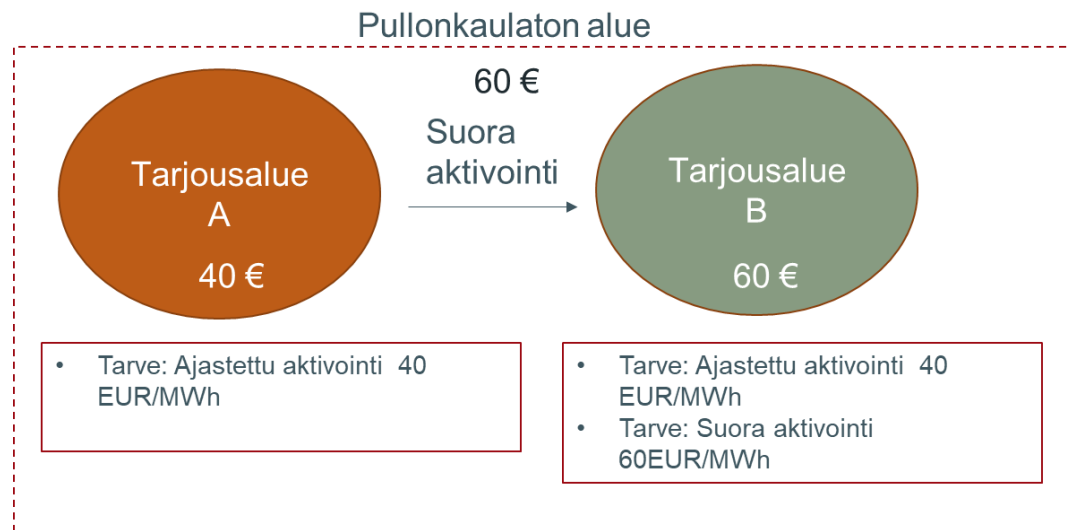 Pullonkaulaton alue
60 €
Suora
aktivointi
Tarjousalue
A
40 €
Tarjousalue
B
60 €
• Tarve: Ajastettu aktivointi 40
EUR/MWh
• Tarve: Ajastettu aktivointi 40
EUR/MWh
• Tarve: Suora aktivointi
60EUR/MWh